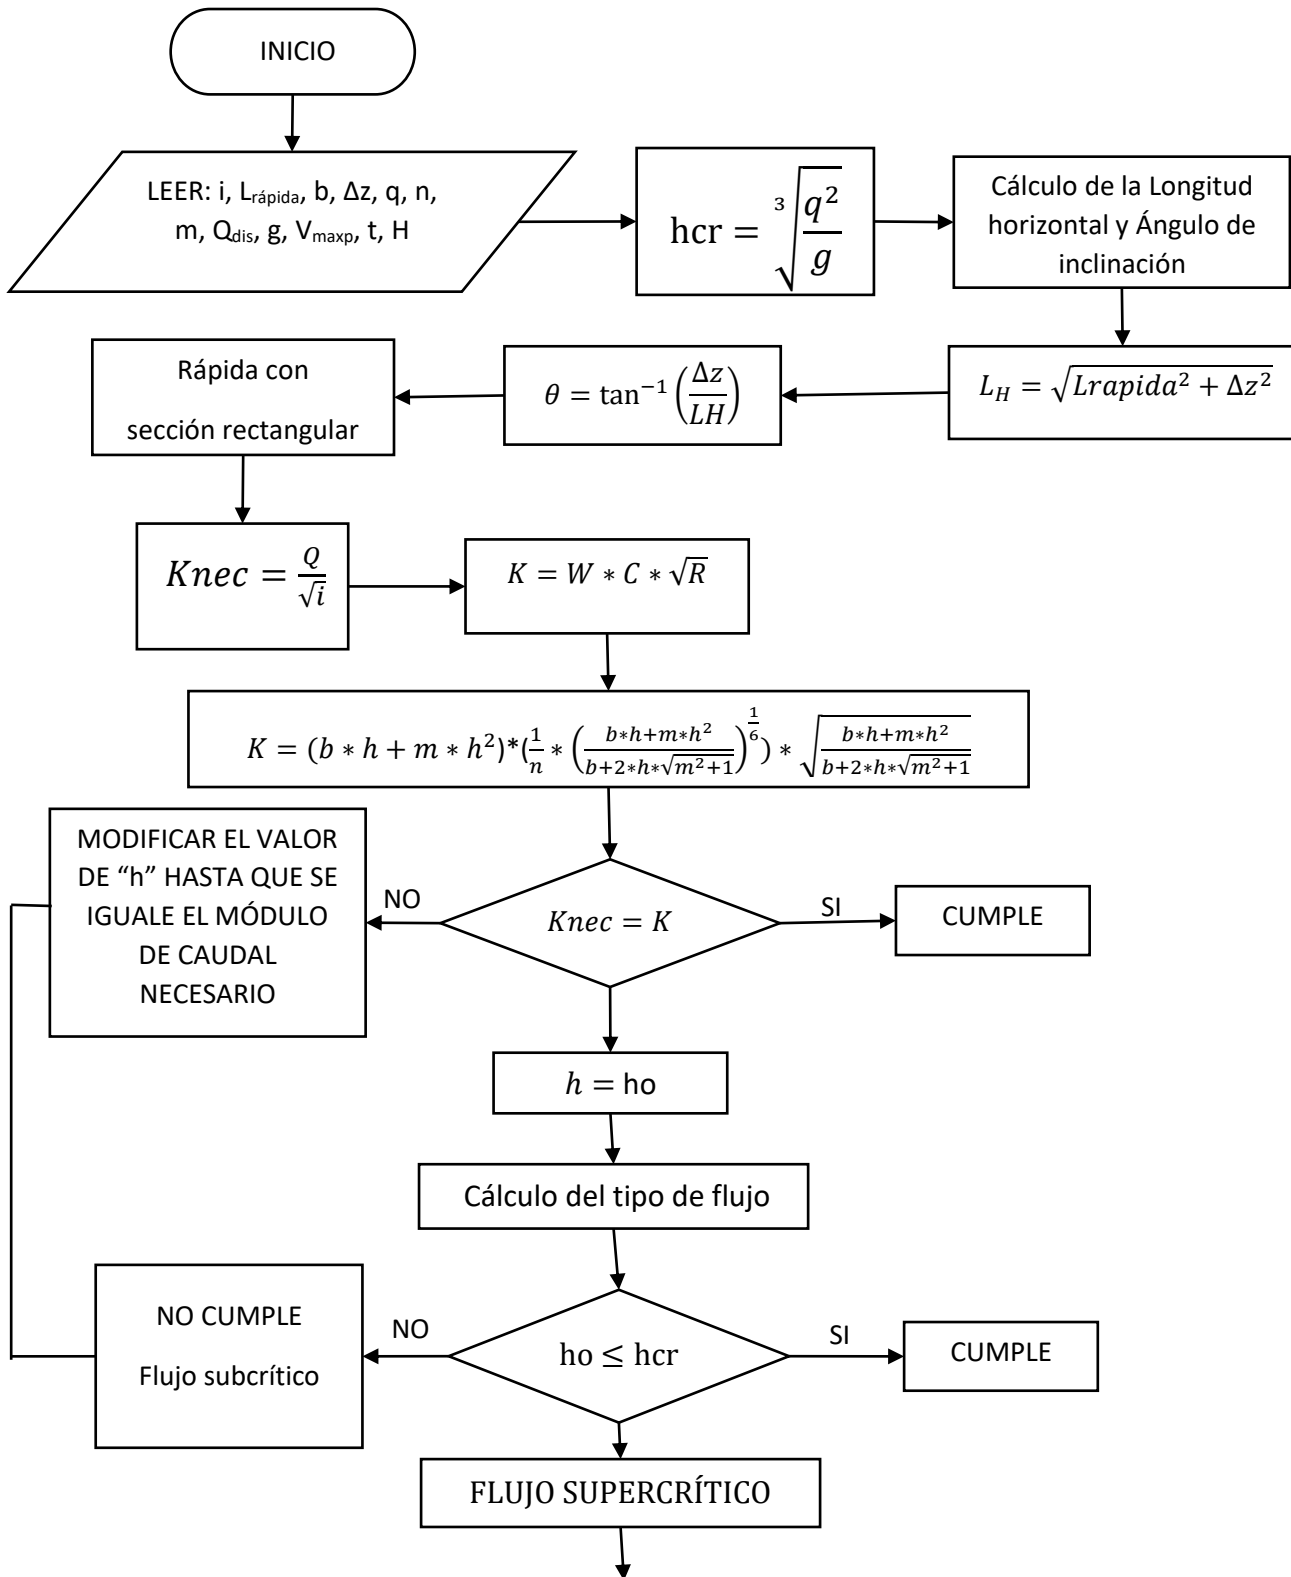 INICIO
LEER: i, Lrápida, b, Δz, q, n,
m, Qdis, g, Vmaxp, t, H
hcr = ∛(q²/g)
Cálculo de la Longitud
horizontal y Ángulo de
inclinación
L_H = √(Lrapida² + Δz²)
θ = tan⁻¹(Δz/LH)
Rápida con
sección rectangular
Knec = Q/√i
K = W ∗ C ∗ √R
K = (b ∗ h + m ∗ h²)*(1/n ∗ ((b∗h+m∗h²)/(b+2∗h∗√(m²+1)))^(1/6)) ∗ √((b∗h+m∗h²)/(b+2∗h∗√(m²+1)))
MODIFICAR EL VALOR
DE “h” HASTA QUE SE
IGUALE EL MÓDULO
DE CAUDAL
NECESARIO
NO
Knec = K
SI
CUMPLE
h = ho
Cálculo del tipo de flujo
NO CUMPLE
Flujo subcrítico
NO
ho ≤ hcr
SI
CUMPLE
FLUJO SUPERCRÍTICO